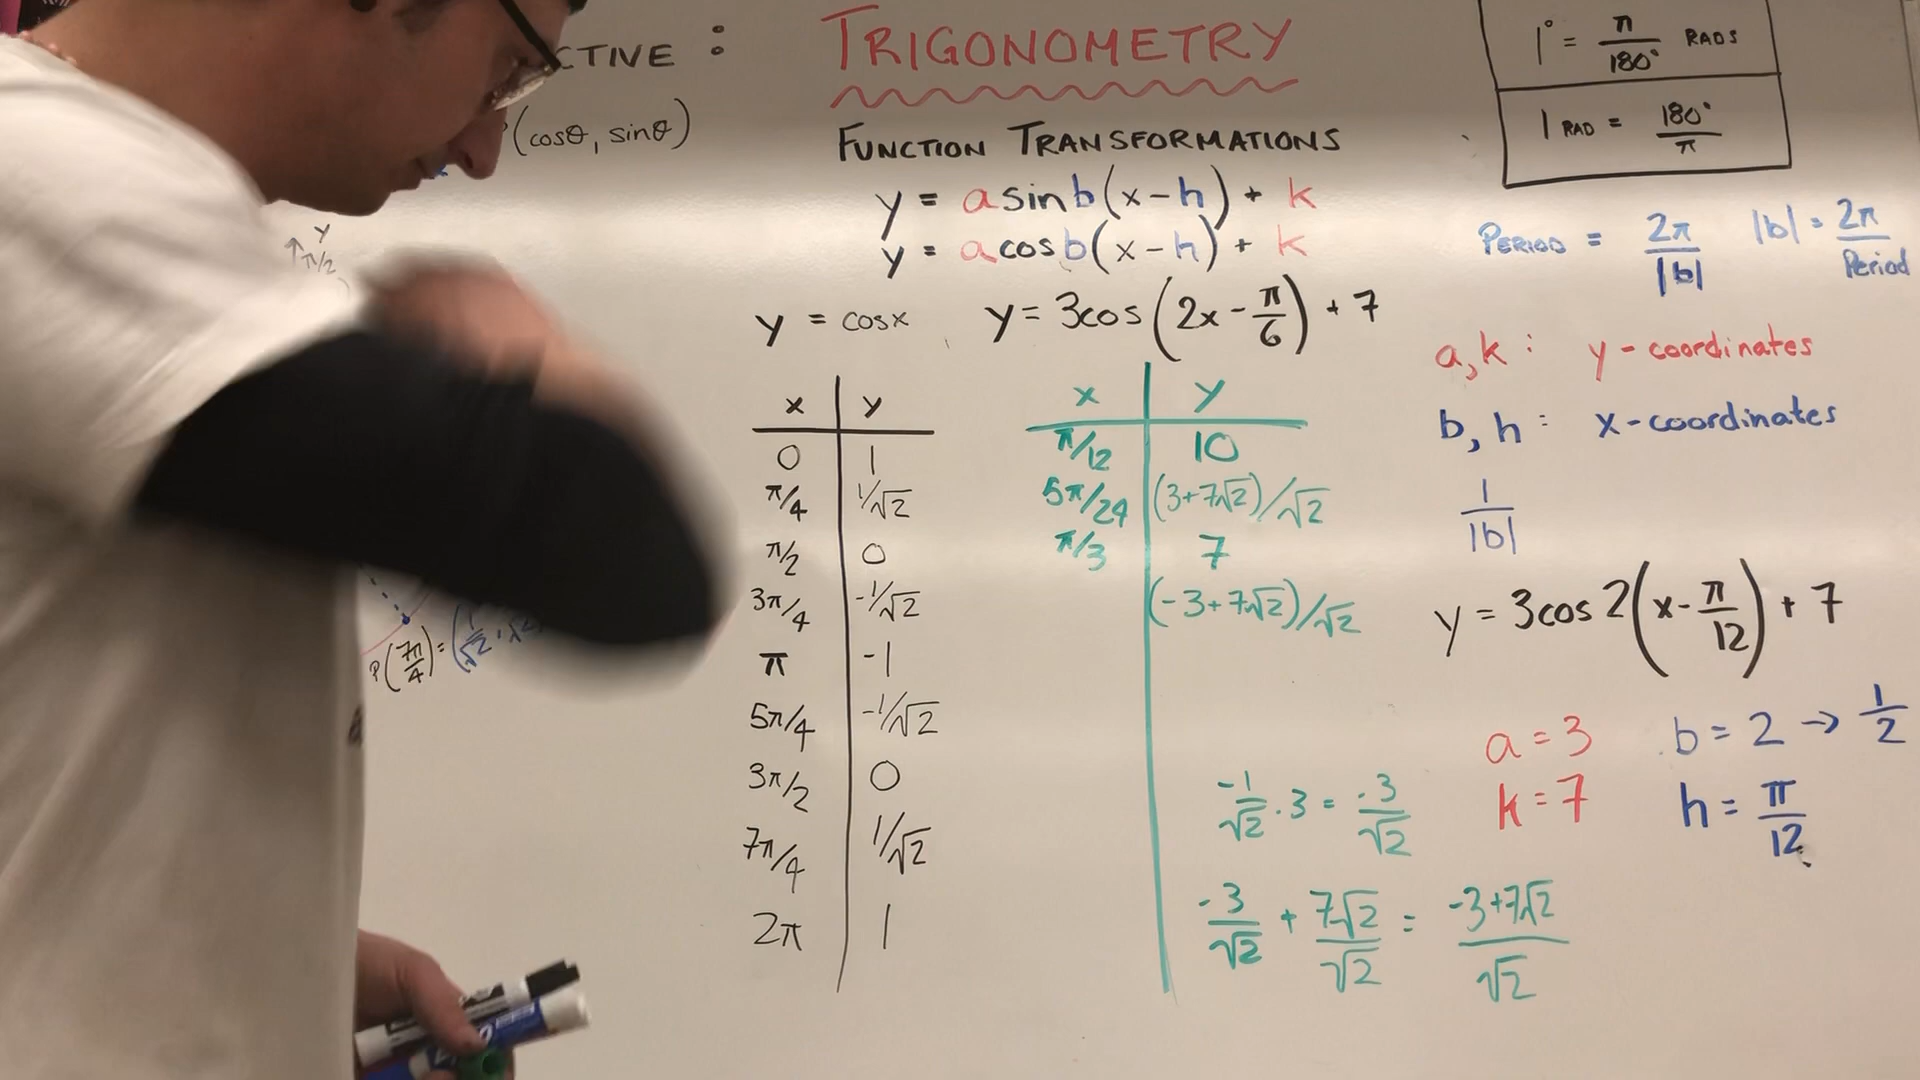 CTIVE :
(cosθ, sinθ)
y
π/2
P(7π/4) = (1/√2,
TRIGONOMETRY
FUNCTION TRANSFORMATIONS
y = a sin b(x-h) + k
y = a cos b(x-h) + k
y = cosx
x y
0 1
π/4 1/√2
π/2 0
3π/4 -1/√2
π -1
5π/4 -1/√2
3π/2 0
7π/4 1/√2
2π 1
y = 3cos(2x - π/6) + 7
x y
π/12 10
5π/24 (3+7√2)/√2
π/3 7
(-3+7√2)/√2
-1/√2 · 3 = -3/√2
-3/√2 + 7√2/√2 = -3+7√2/√2
1° = π/180° RADS
1 RAD = 180°/π
PERIOD = 2π/|b| |b| = 2π/Period
a, k : y-coordinates
b, h : x-coordinates
1/|b|
y = 3cos 2(x - π/12) + 7
a = 3 b = 2 → 1/2
k = 7 h = π/12